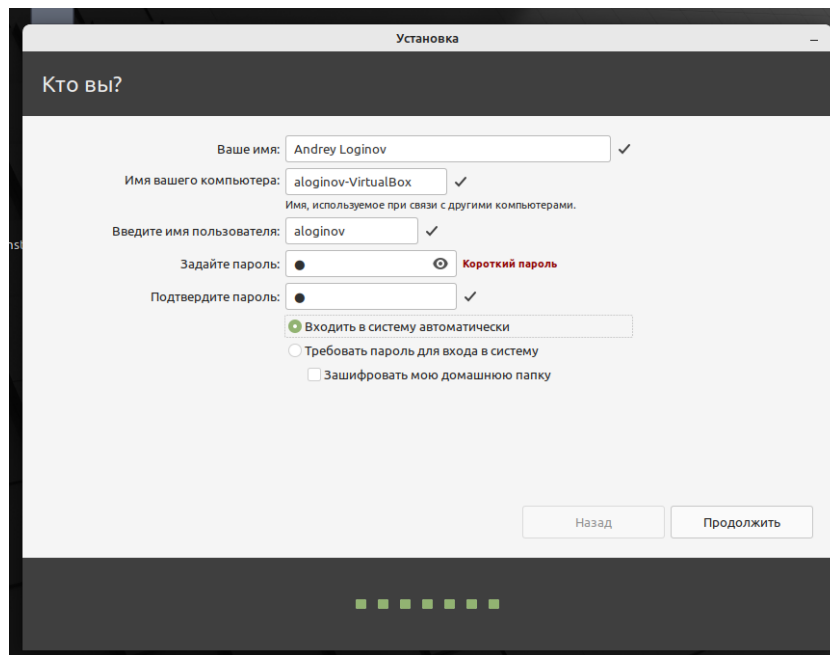 Установка
Кто вы?
Ваше имя: Andrey Loginov
Имя вашего компьютера: aloginov-VirtualBox
Имя, используемое при связи с другими компьютерами.
Введите имя пользователя: aloginov
Задайте пароль: ● Короткий пароль
Подтвердите пароль: ●
Входить в систему автоматически
Требовать пароль для входа в систему
Зашифровать мою домашнюю папку
Назад Продолжить